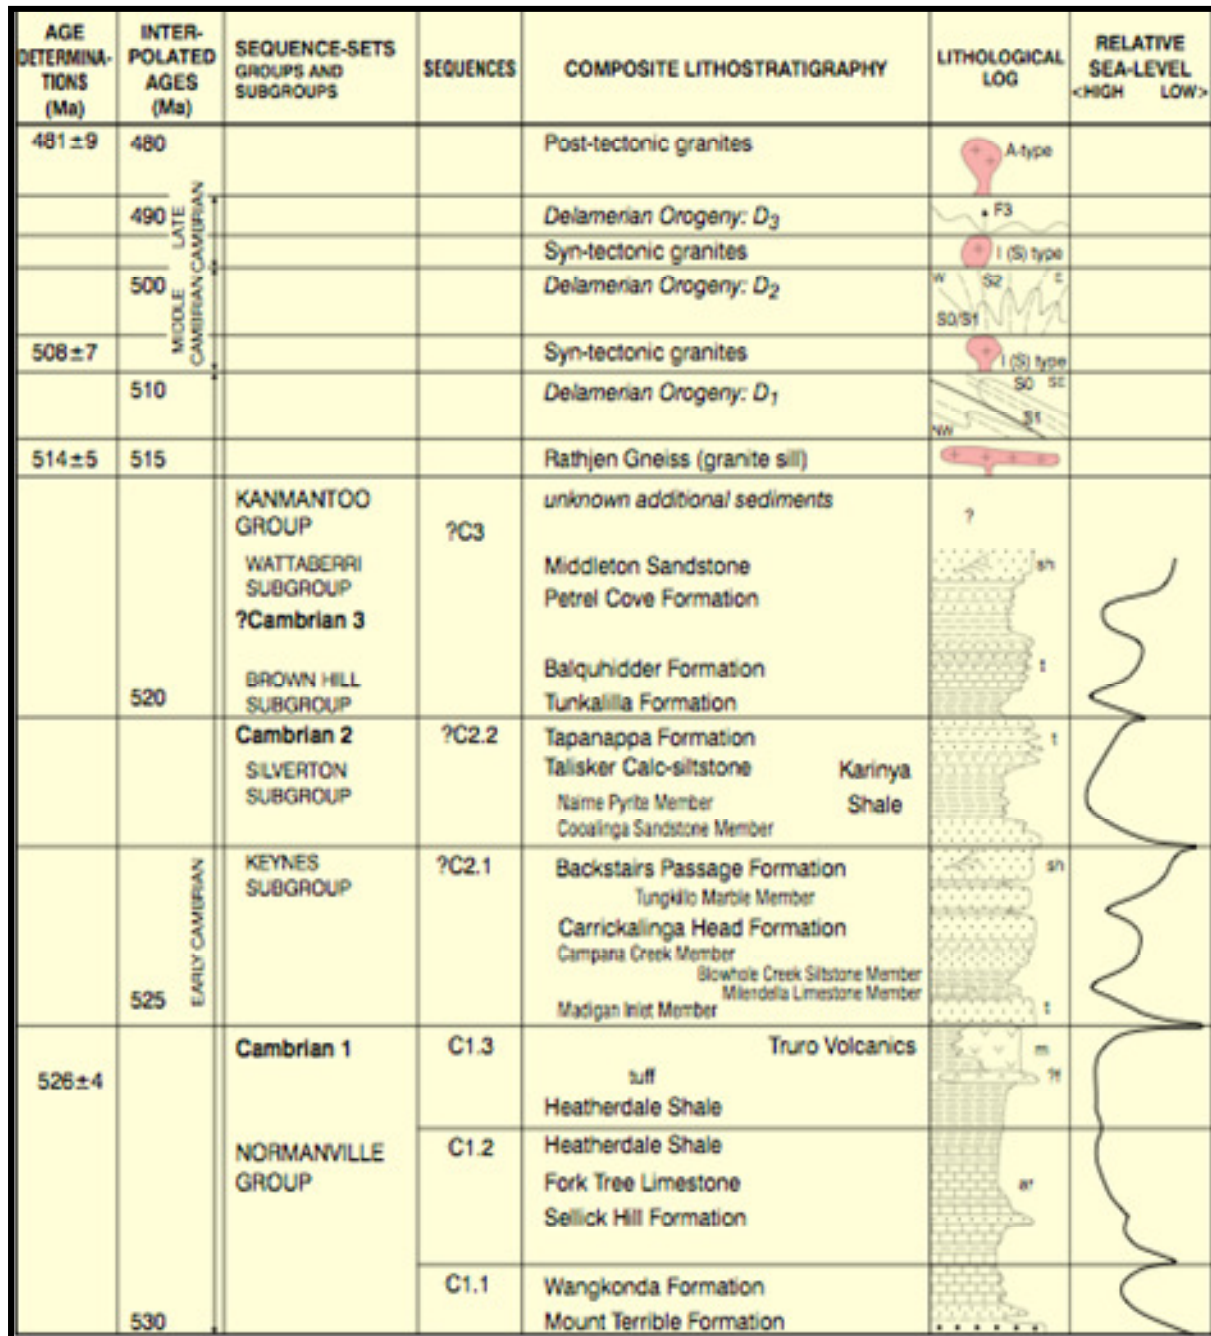 AGE DETERMINA- TIONS (Ma)
INTER- POLATED AGES (Ma)
SEQUENCE-SETS GROUPS AND SUBGROUPS
SEQUENCES
COMPOSITE LITHOSTRATIGRAPHY
LITHOLOGICAL LOG
RELATIVE SEA-LEVEL <HIGH LOW>
481±9 480 Post-tectonic granites A-type
490 LATE CAMBRIAN Delamerian Orogeny: D3 F3
Syn-tectonic granites I (S) type
500 MIDDLE CAMBRIAN Delamerian Orogeny: D2 W S2 E
S0/S1
508±7 Syn-tectonic granites I (S) type
510 Delamerian Orogeny: D1 S0 SE
S1
NW
514±5 515 Rathjen Gneiss (granite sill)
KANMANTOO GROUP ?C3 unknown additional sediments ?
WATTABERRI SUBGROUP Middleton Sandstone sh
Petrel Cove Formation
?Cambrian 3
BROWN HILL SUBGROUP Balquhidder Formation t
520 Tunkalilla Formation
Cambrian 2 ?C2.2 Tapanappa Formation t
SILVERTON SUBGROUP Talisker Calc-siltstone Karinya Shale
Nairne Pyrite Member
Cooalinga Sandstone Member
EARLY CAMBRIAN
KEYNES SUBGROUP ?C2.1 Backstairs Passage Formation sh
Tungkillo Marble Member
Carrickalinga Head Formation
Campana Creek Member
Blowhole Creek Siltstone Member
Milendella Limestone Member
525 Madigan Inlet Member t
Cambrian 1 C1.3 Truro Volcanics m
526±4 tuff ?f
Heatherdale Shale
NORMANVILLE GROUP C1.2 Heatherdale Shale
Fork Tree Limestone ar
Sellick Hill Formation
C1.1 Wangkonda Formation
530 Mount Terrible Formation